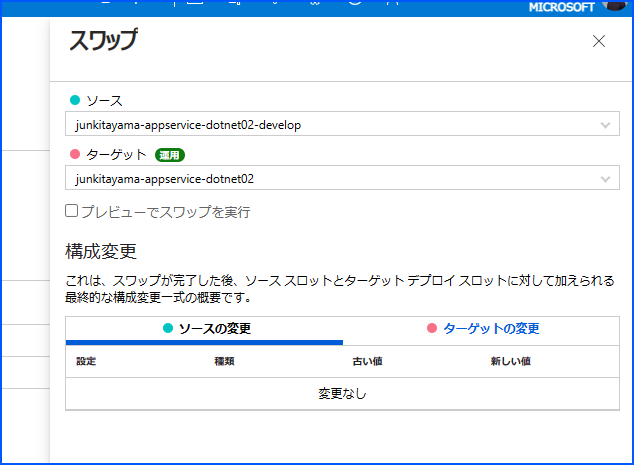 MICROSOFT
スワップ
ソース
junkitayama-appservice-dotnet02-develop
ターゲット 運用
junkitayama-appservice-dotnet02
プレビューでスワップを実行
構成変更
これは、スワップが完了した後、ソース スロットとターゲット デプロイ スロットに対して加えられる
最終的な構成変更一式の概要です。
ソースの変更 ターゲットの変更
設定 種類 古い値 新しい値
変更なし